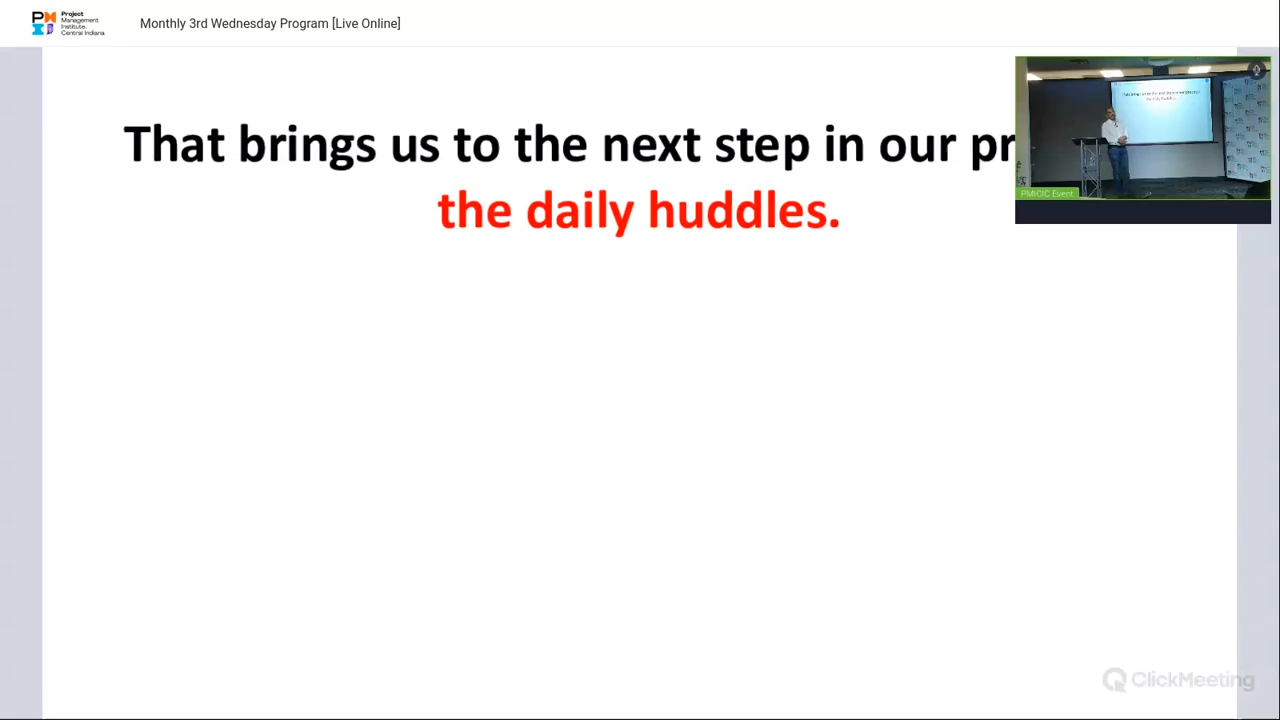 Project
Management
Institute.
Central Indiana
Monthly 3rd Wednesday Program [Live Online]
That brings us to the next step in our
the daily huddles.
PMICIC Event
ClickMeeting